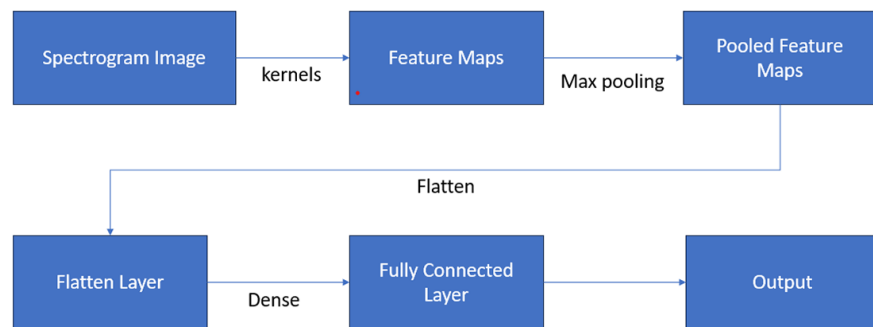 Spectrogram Image
kernels
Feature Maps
Max pooling
Pooled Feature
Maps
Flatten
Flatten Layer
Dense
Fully Connected
Layer
Output